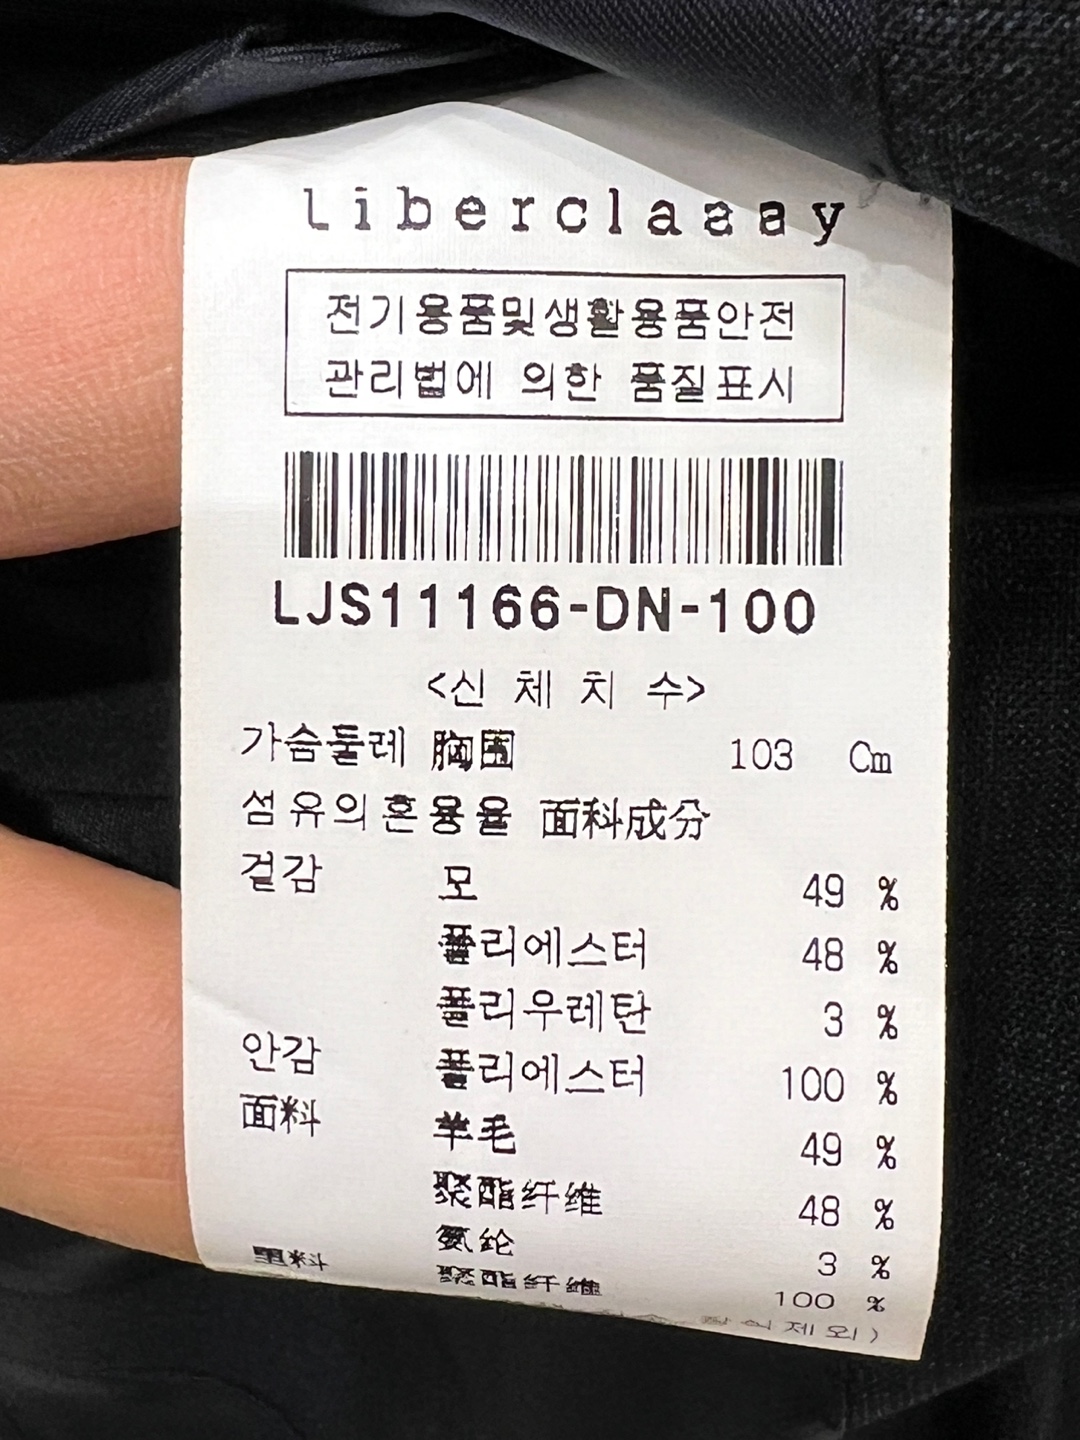 Liberclaaay
전기용품및생활용품안전
관리법에 의한 품질표시
LJS11166-DN-100
<신 체 치 수>
가슴둘레 胸围 103 Cm
섬유의혼용율 面料成分
겉감 모 49 %
폴리에스터 48 %
폴리우레탄 3 %
안감 폴리에스터 100 %
面料 羊毛 49 %
聚酯纤维 48 %
氨纶 3 %
里料 聚酯纤维 100 %
제외)